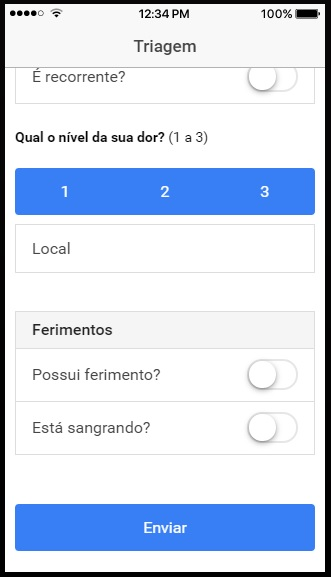 12:34 PM
100%
Triagem
É recorrente?
Qual o nível da sua dor? (1 a 3)
1 2 3
Local
Ferimentos
Possui ferimento?
Está sangrando?
Enviar